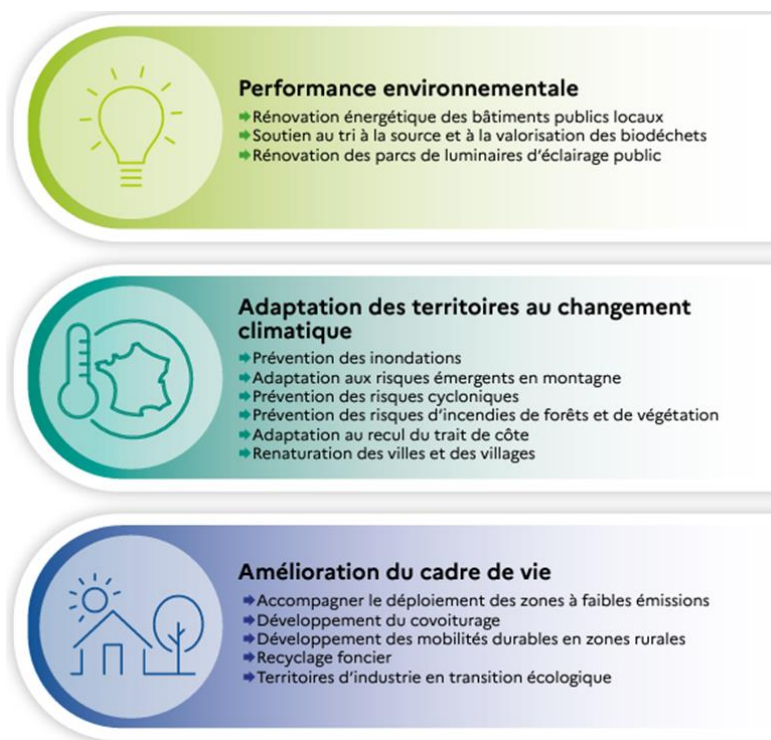 Performance environnementale
Rénovation énergétique des bâtiments publics locaux
Soutien au tri à la source et à la valorisation des biodéchets
Rénovation des parcs de luminaires d'éclairage public
Adaptation des territoires au changement
climatique
Prévention des inondations
Adaptation aux risques émergents en montagne
Prévention des risques cycloniques
Prévention des risques d'incendies de forêts et de végétation
Adaptation au recul du trait de côte
Renaturation des villes et des villages
Amélioration du cadre de vie
Accompagner le déploiement des zones à faibles émissions
Développement du covoiturage
Développement des mobilités durables en zones rurales
Recyclage foncier
Territoires d'industrie en transition écologique